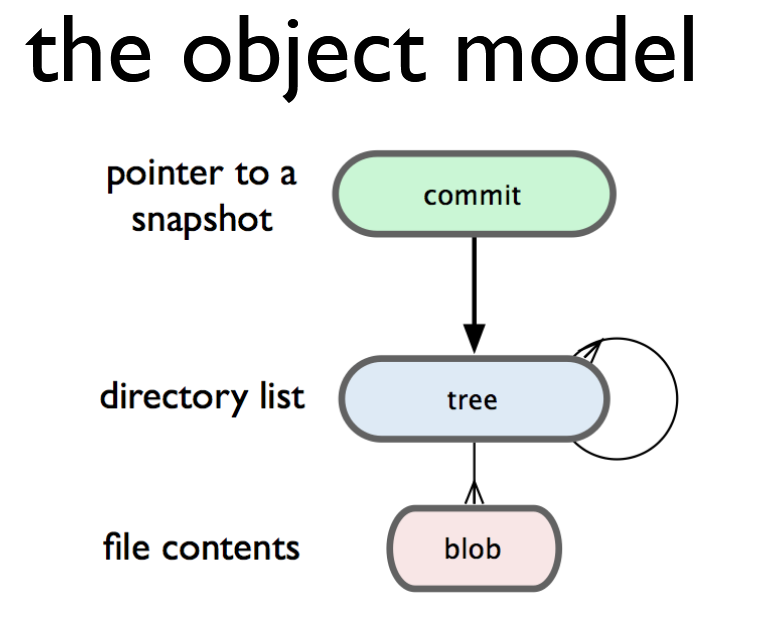 the object model
pointer to a
snapshot
commit
directory list
tree
file contents
blob